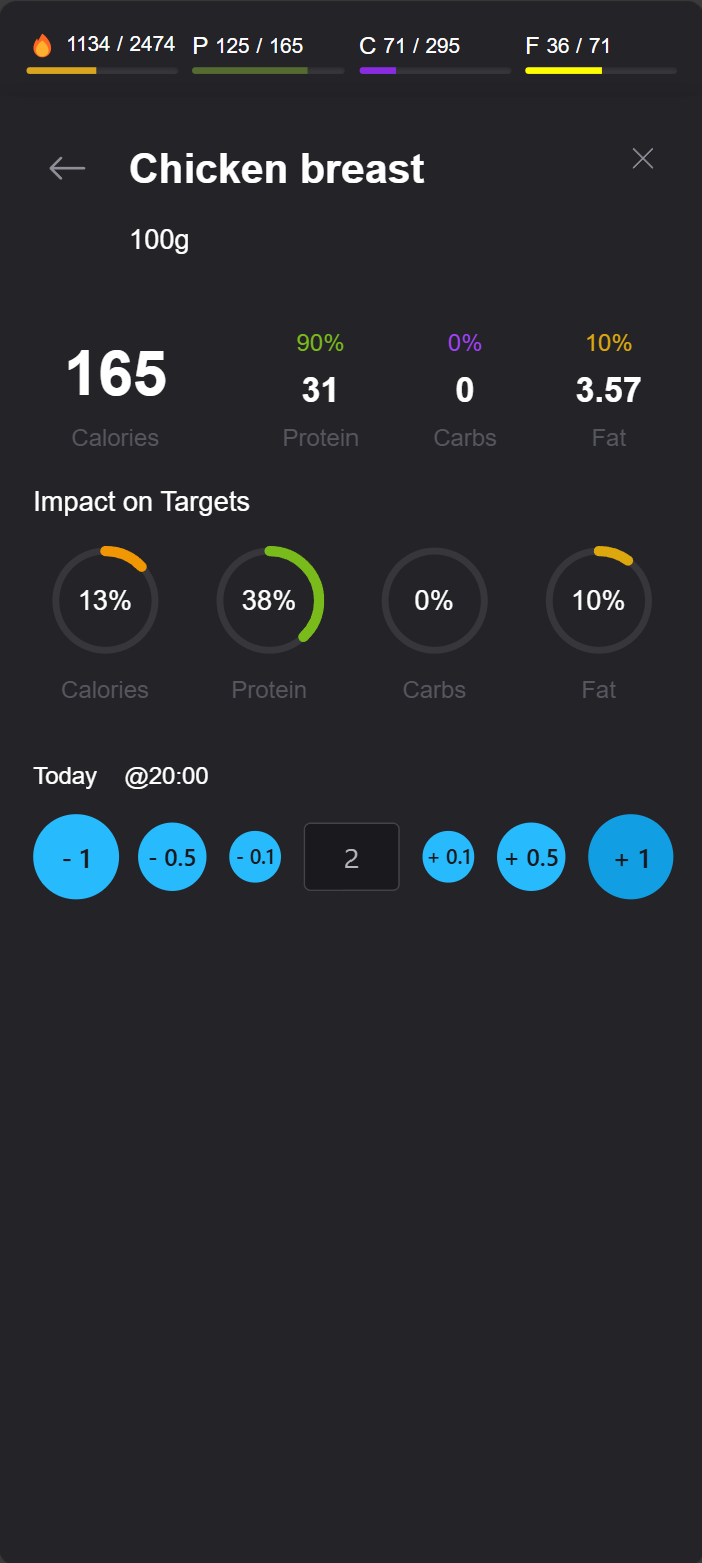 1134 / 2474 P 125 / 165 C 71 / 295 F 36 / 71
Chicken breast
100g
90% 0% 10%
165 31 0 3.57
Calories Protein Carbs Fat
Impact on Targets
13% 38% 0% 10%
Calories Protein Carbs Fat
Today @20:00
- 1 - 0.5 - 0.1 2 + 0.1 + 0.5 + 1